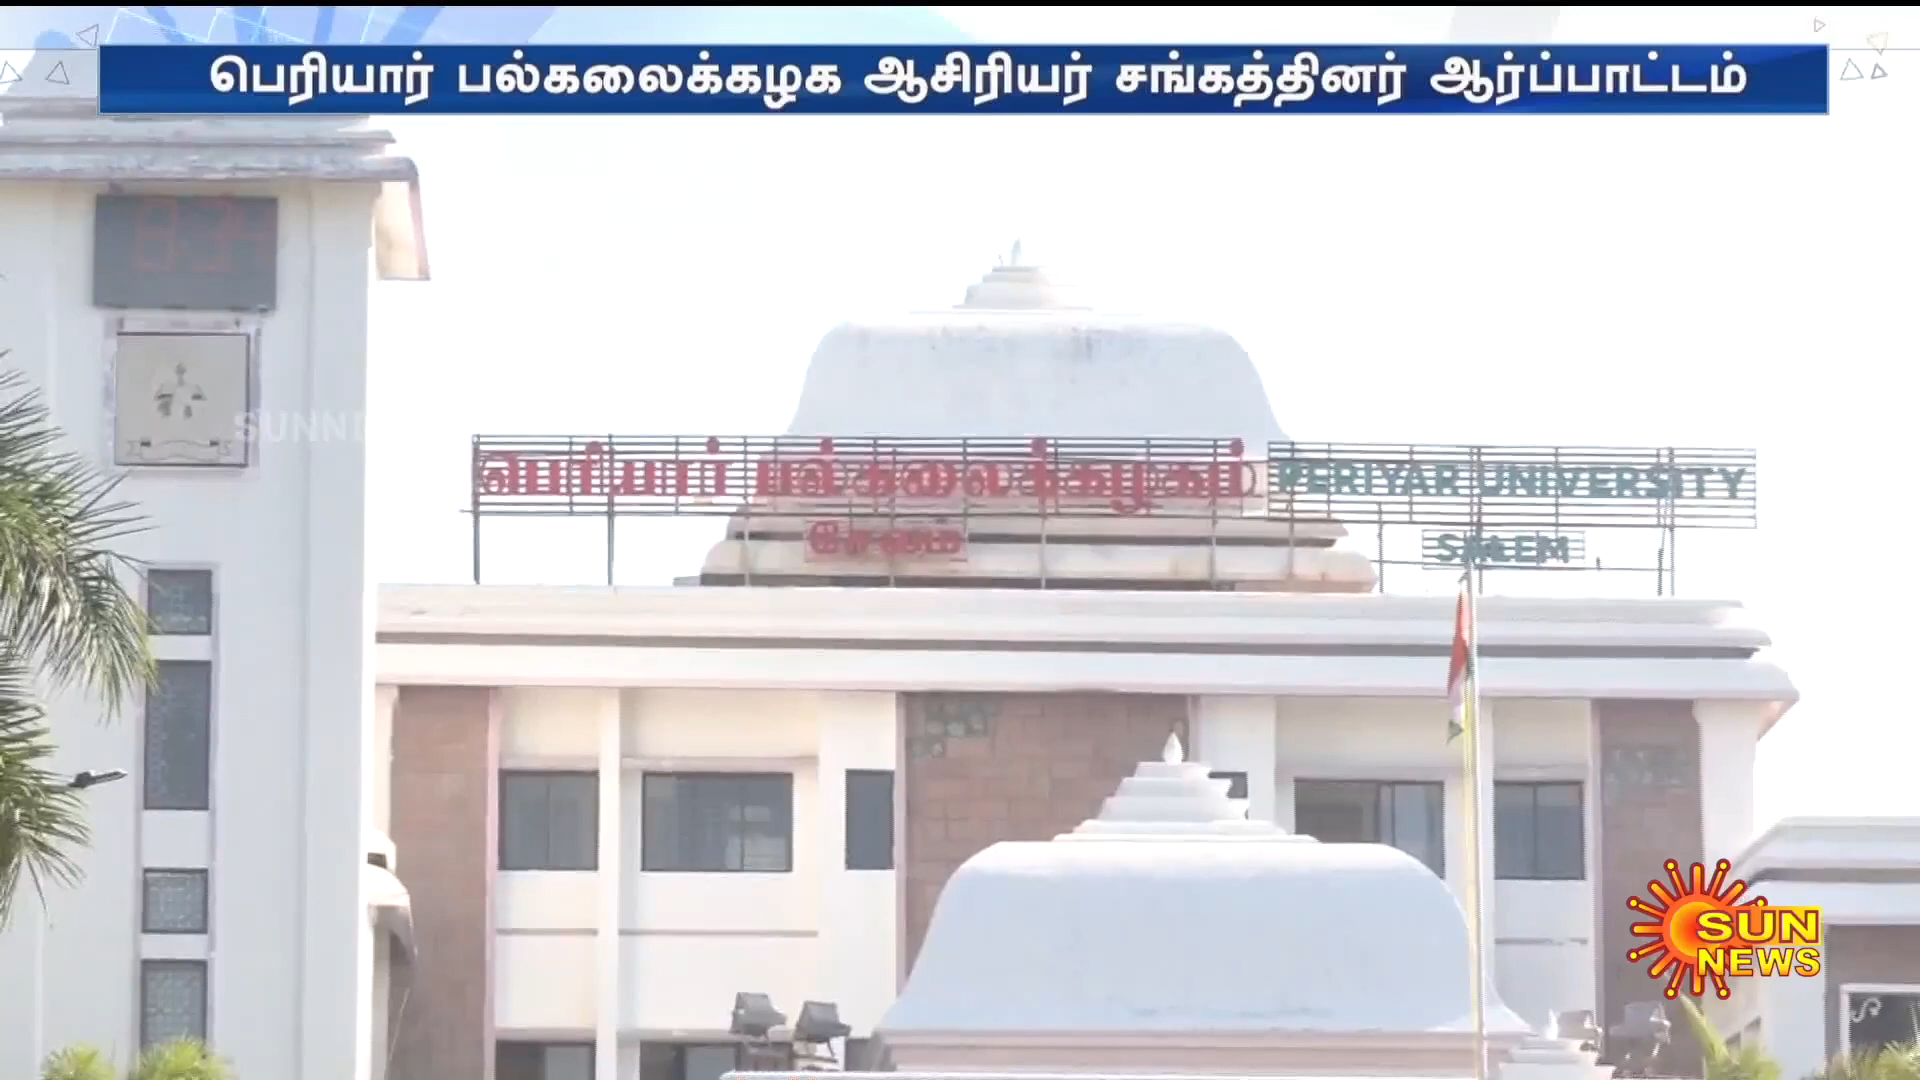 பெரியார் பல்கலைக்கழக ஆசிரியர் சங்கத்தினர் ஆர்ப்பாட்டம்
பெரியார் பல்கலைக்கழகம் PERIYAR UNIVERSITY
சேலம் SALEM
SUN
NEWS